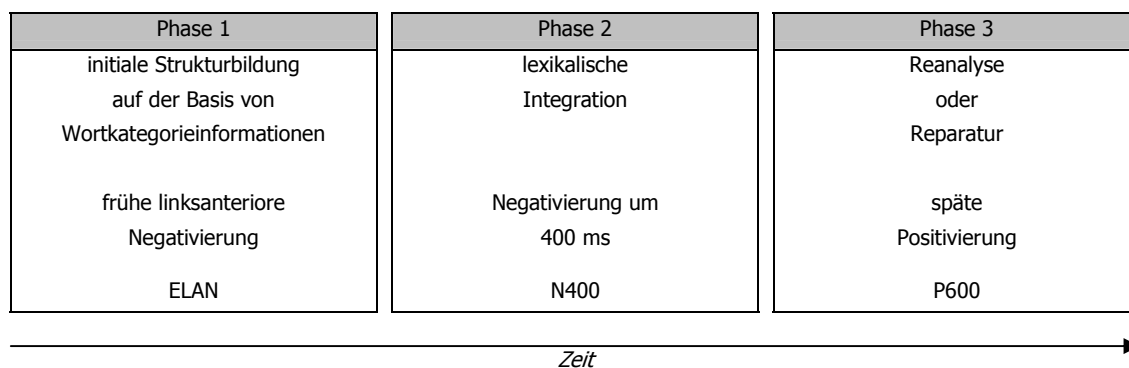 Phase 1
initiale Strukturbildung
auf der Basis von
Wortkategorieinformationen
frühe linksanteriore
Negativierung
ELAN
Phase 2
lexikalische
Integration
Negativierung um
400 ms
N400
Phase 3
Reanalyse
oder
Reparatur
späte
Positivierung
P600
Zeit